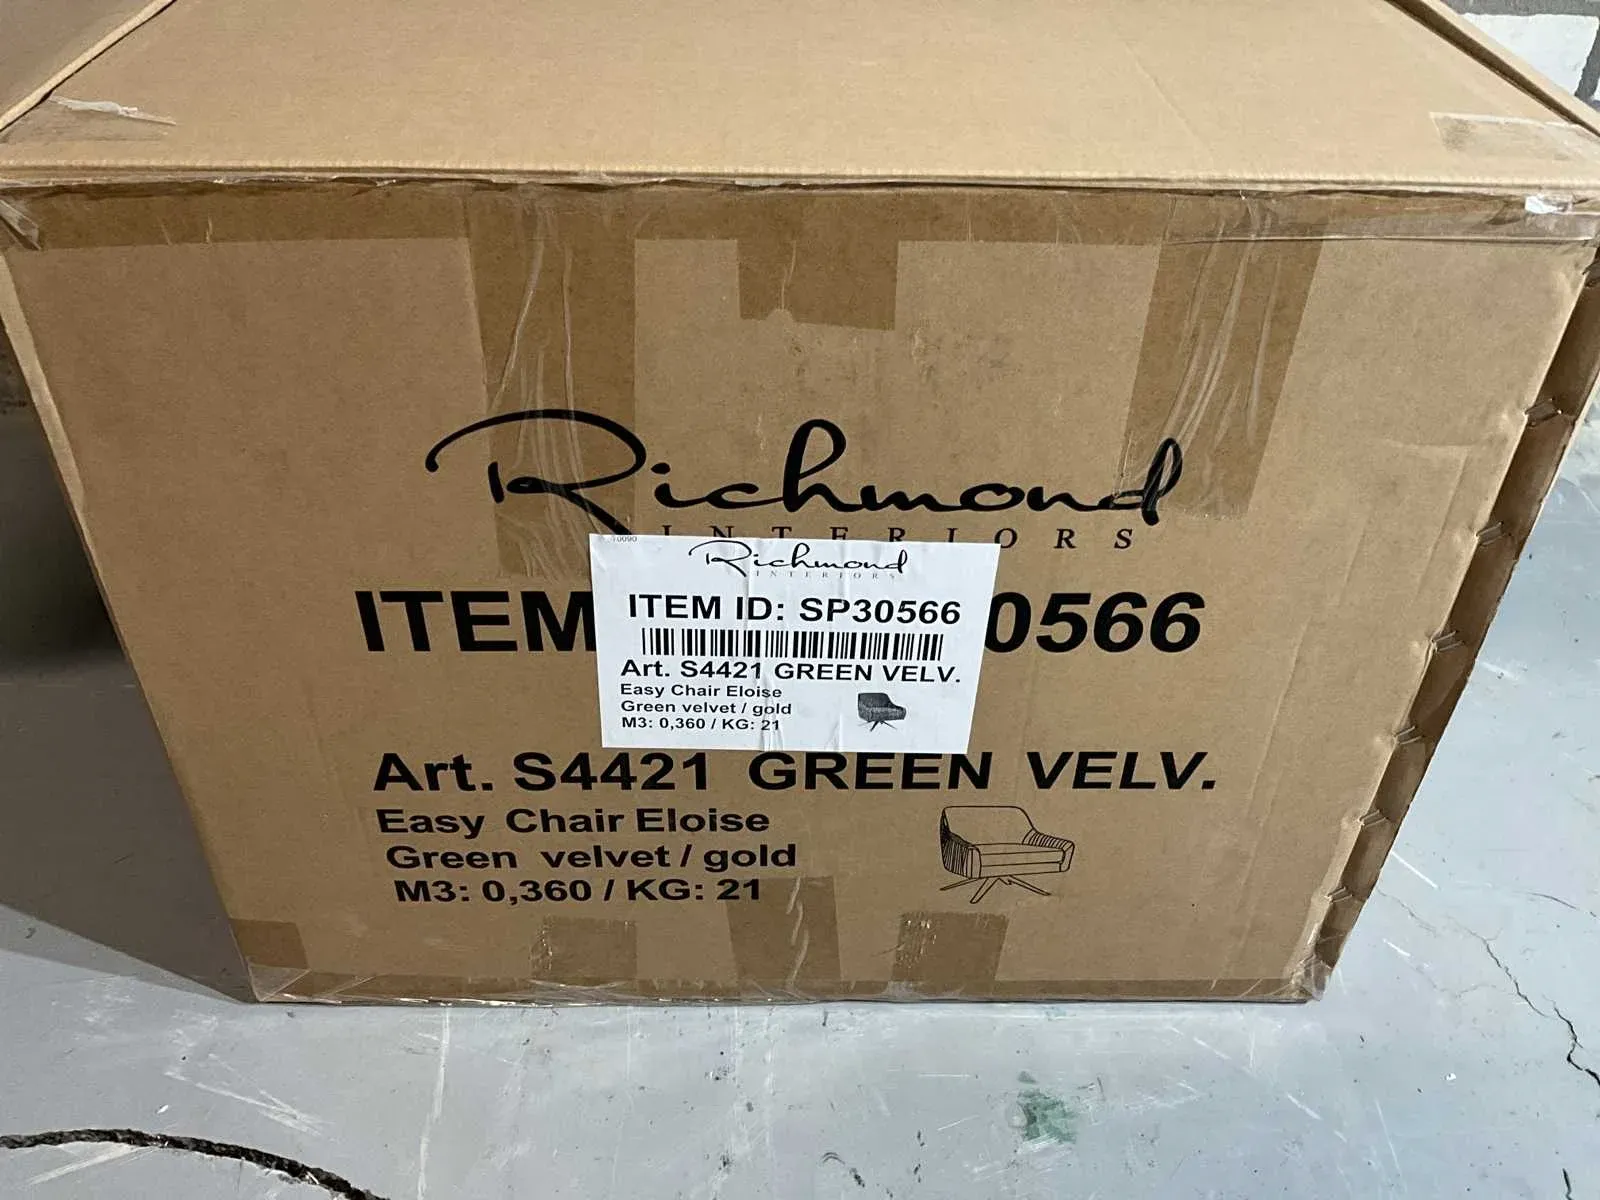 Richmond
INTERIORS
10090
Richmond
INTERIORS
ITEM ID: SP30566
ITEM 0566
Art. S4421 GREEN VELV.
Easy Chair Eloise
Green velvet / gold
M3: 0,360 / KG: 21
Art. S4421 GREEN VELV.
Easy Chair Eloise
Green velvet / gold
M3: 0,360 / KG: 21